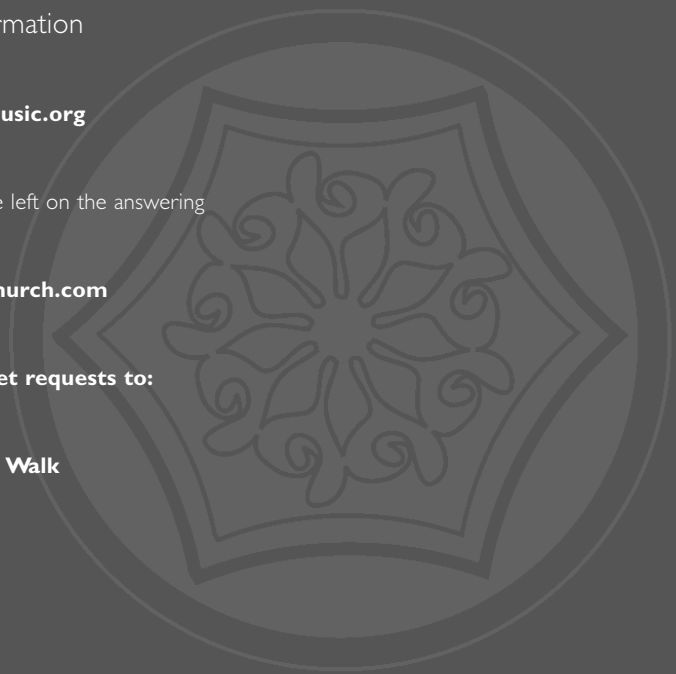 rmation
usic.org
e left on the answering
hurch.com
et requests to:
Walk